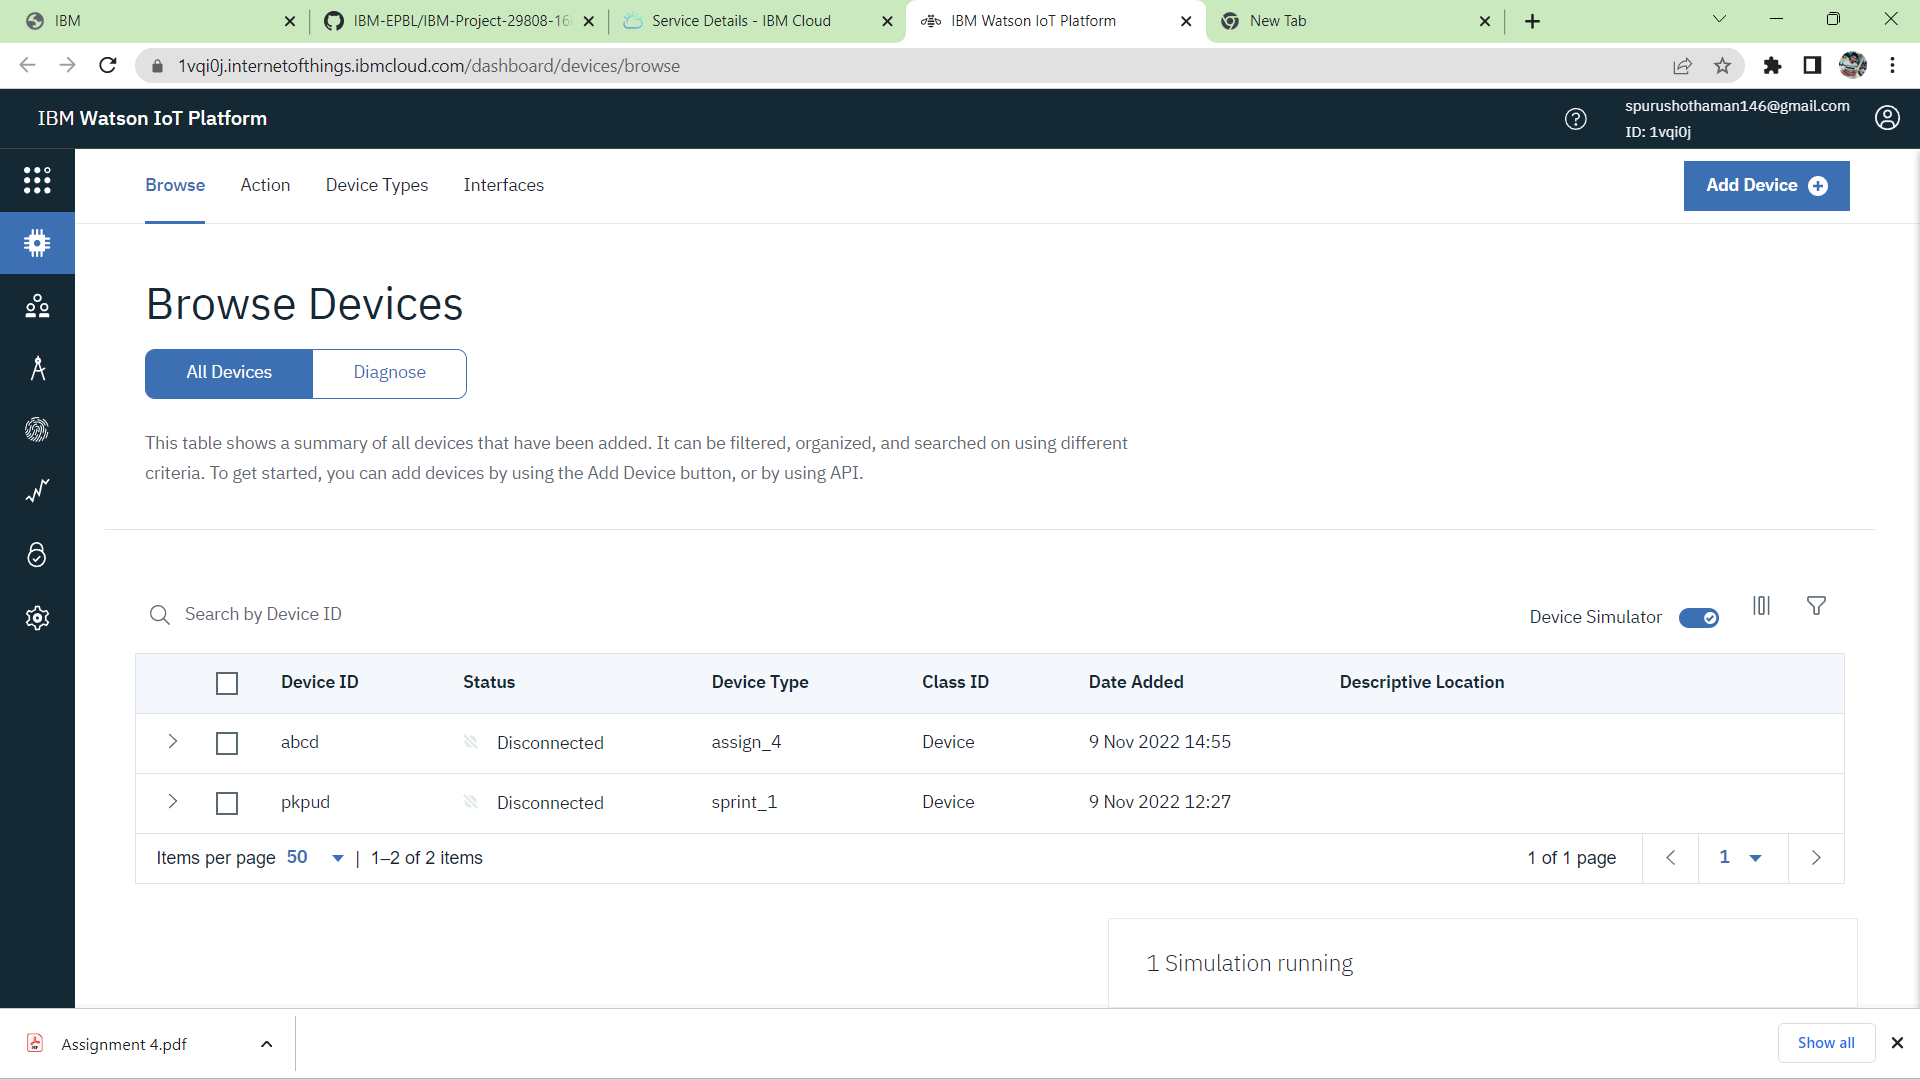 IBM
IBM-EPBL/IBM-Project-29808-16
Service Details - IBM Cloud
IBM Watson IoT Platform
New Tab
1vqi0j.internetofthings.ibmcloud.com/dashboard/devices/browse
IBM Watson IoT Platform
spurushothaman146@gmail.com
ID: 1vqi0j
Browse Action Device Types Interfaces
Add Device
Browse Devices
All Devices Diagnose
This table shows a summary of all devices that have been added. It can be filtered, organized, and searched on using different
criteria. To get started, you can add devices by using the Add Device button, or by using API.
Search by Device ID
Device Simulator
Device ID Status Device Type Class ID Date Added Descriptive Location
abcd Disconnected assign_4 Device 9 Nov 2022 14:55
pkpud Disconnected sprint_1 Device 9 Nov 2022 12:27
Items per page 50 | 1–2 of 2 items
1 of 1 page 1
1 Simulation running
Assignment 4.pdf
Show all